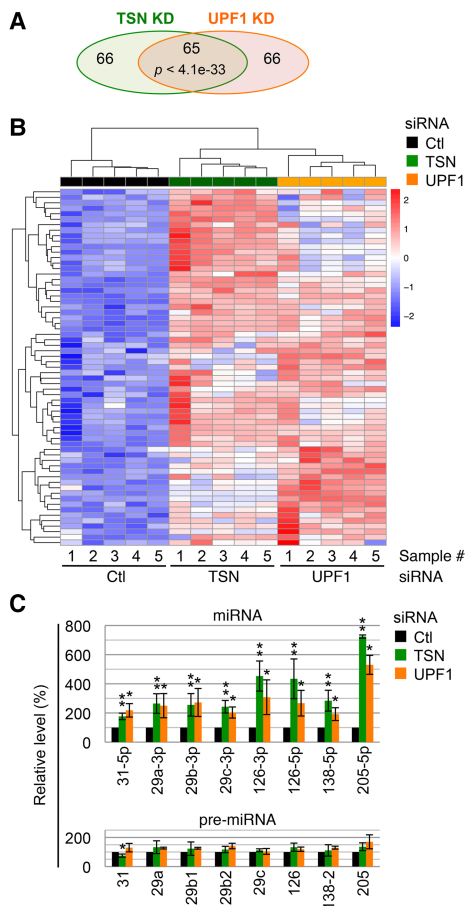 A
TSN KD UPF1 KD
66 65 66
p < 4.1e-33
B
siRNA
Ctl
TSN
UPF1
2
1
0
−1
−2
1 2 3 4 5 1 2 3 4 5 1 2 3 4 5 Sample #
Ctl TSN UPF1 siRNA
C
miRNA
siRNA
Ctl
TSN
UPF1
Relative level (%)
800
600
400
200
0
** * ** ** ** * ** * ** * ** * ** * ** *
31-5p 29a-3p 29b-3p 29c-3p 126-3p 126-5p 138-5p 205-5p
pre-miRNA
200
0
*
31 29a 29b1 29b2 29c 126 l38-2 205